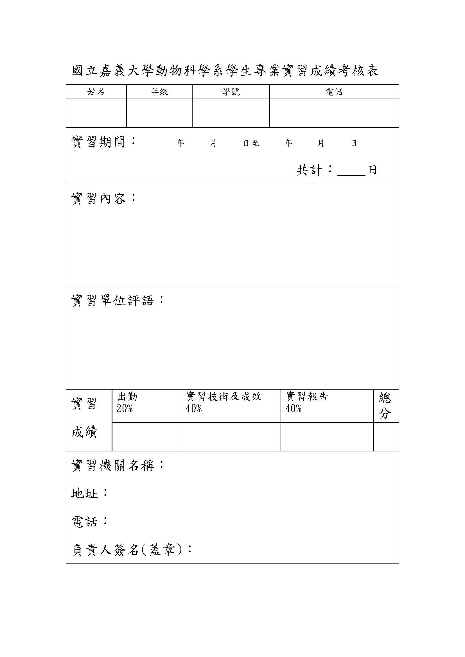 國立嘉義大學動物科學系學生專業實習成績考核表
姓名 年級 學號 電話
實習期間： 年 月 日至 年 月 日
共計：____日
實習內容：
實習單位評語：
實習成績 出勤 20% 實習技術及成效 40% 實習報告 40% 總分
實習機關名稱：
地址：
電話：
負責人簽名(蓋章)：